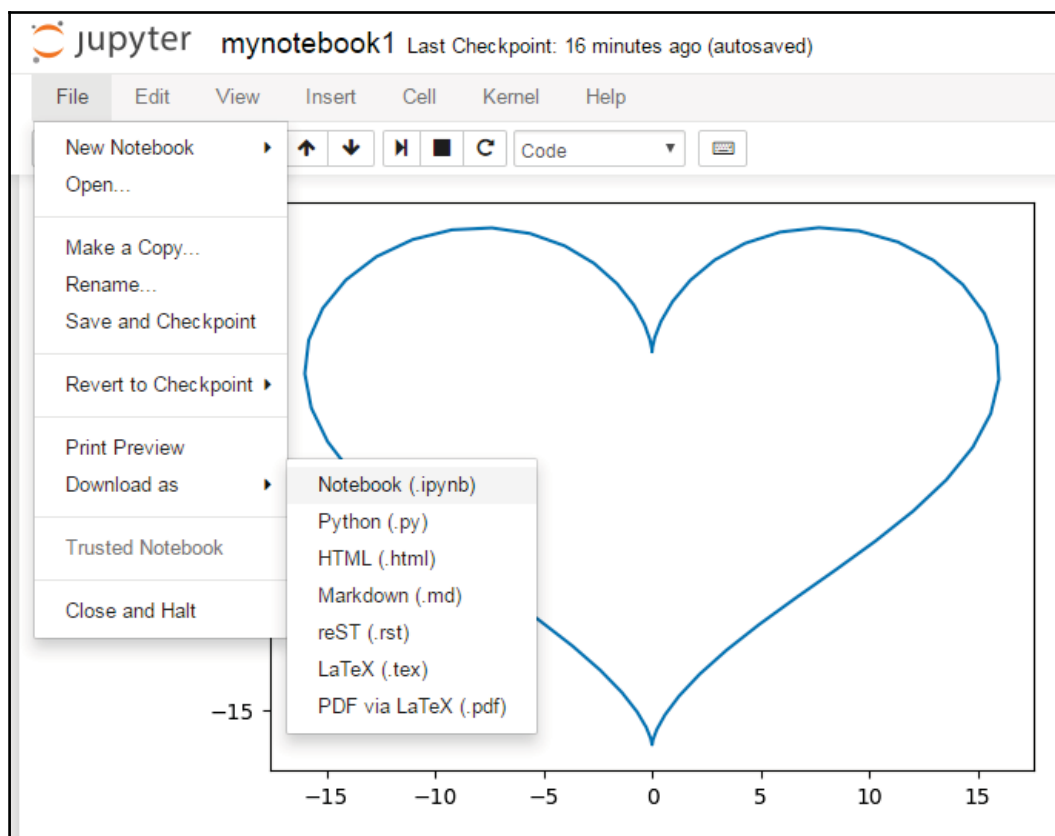 jupyter mynotebook1 Last Checkpoint: 16 minutes ago (autosaved)
File Edit View Insert Cell Kernel Help
Code
New Notebook
Open...
Make a Copy...
Rename...
Save and Checkpoint
Revert to Checkpoint
Print Preview
Download as
Trusted Notebook
Close and Halt
Notebook (.ipynb)
Python (.py)
HTML (.html)
Markdown (.md)
reST (.rst)
LaTeX (.tex)
PDF via LaTeX (.pdf)
−15
−15 −10 −5 0 5 10 15